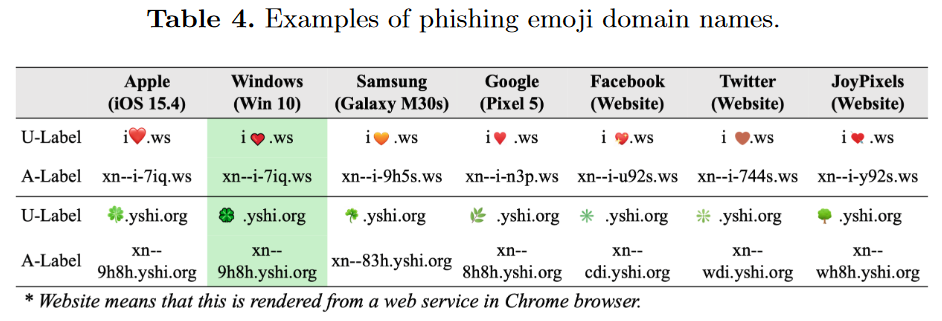 Table 4. Examples of phishing emoji domain names.
Apple Windows Samsung Google Facebook Twitter JoyPixels
(iOS 15.4) (Win 10) (Galaxy M30s) (Pixel 5) (Website) (Website) (Website)
U-Label i❤️.ws i❤.ws i🧡.ws i♥.ws i💖.ws i🤎.ws i💘.ws
A-Label xn--i-7iq.ws xn--i-7iq.ws xn--i-9h5s.ws xn--i-n3p.ws xn--i-u92s.ws xn--i-744s.ws xn--i-y92s.ws
U-Label 🍀.yshi.org 🍀.yshi.org ☘.yshi.org 🌿.yshi.org ✳.yshi.org ❇.yshi.org 🌳.yshi.org
xn-- xn-- xn-- xn-- xn-- xn--
A-Label xn--83h.yshi.org
9h8h.yshi.org 9h8h.yshi.org 8h8h.yshi.org cdi.yshi.org wdi.yshi.org wh8h.yshi.org
* Website means that this is rendered from a web service in Chrome browser.